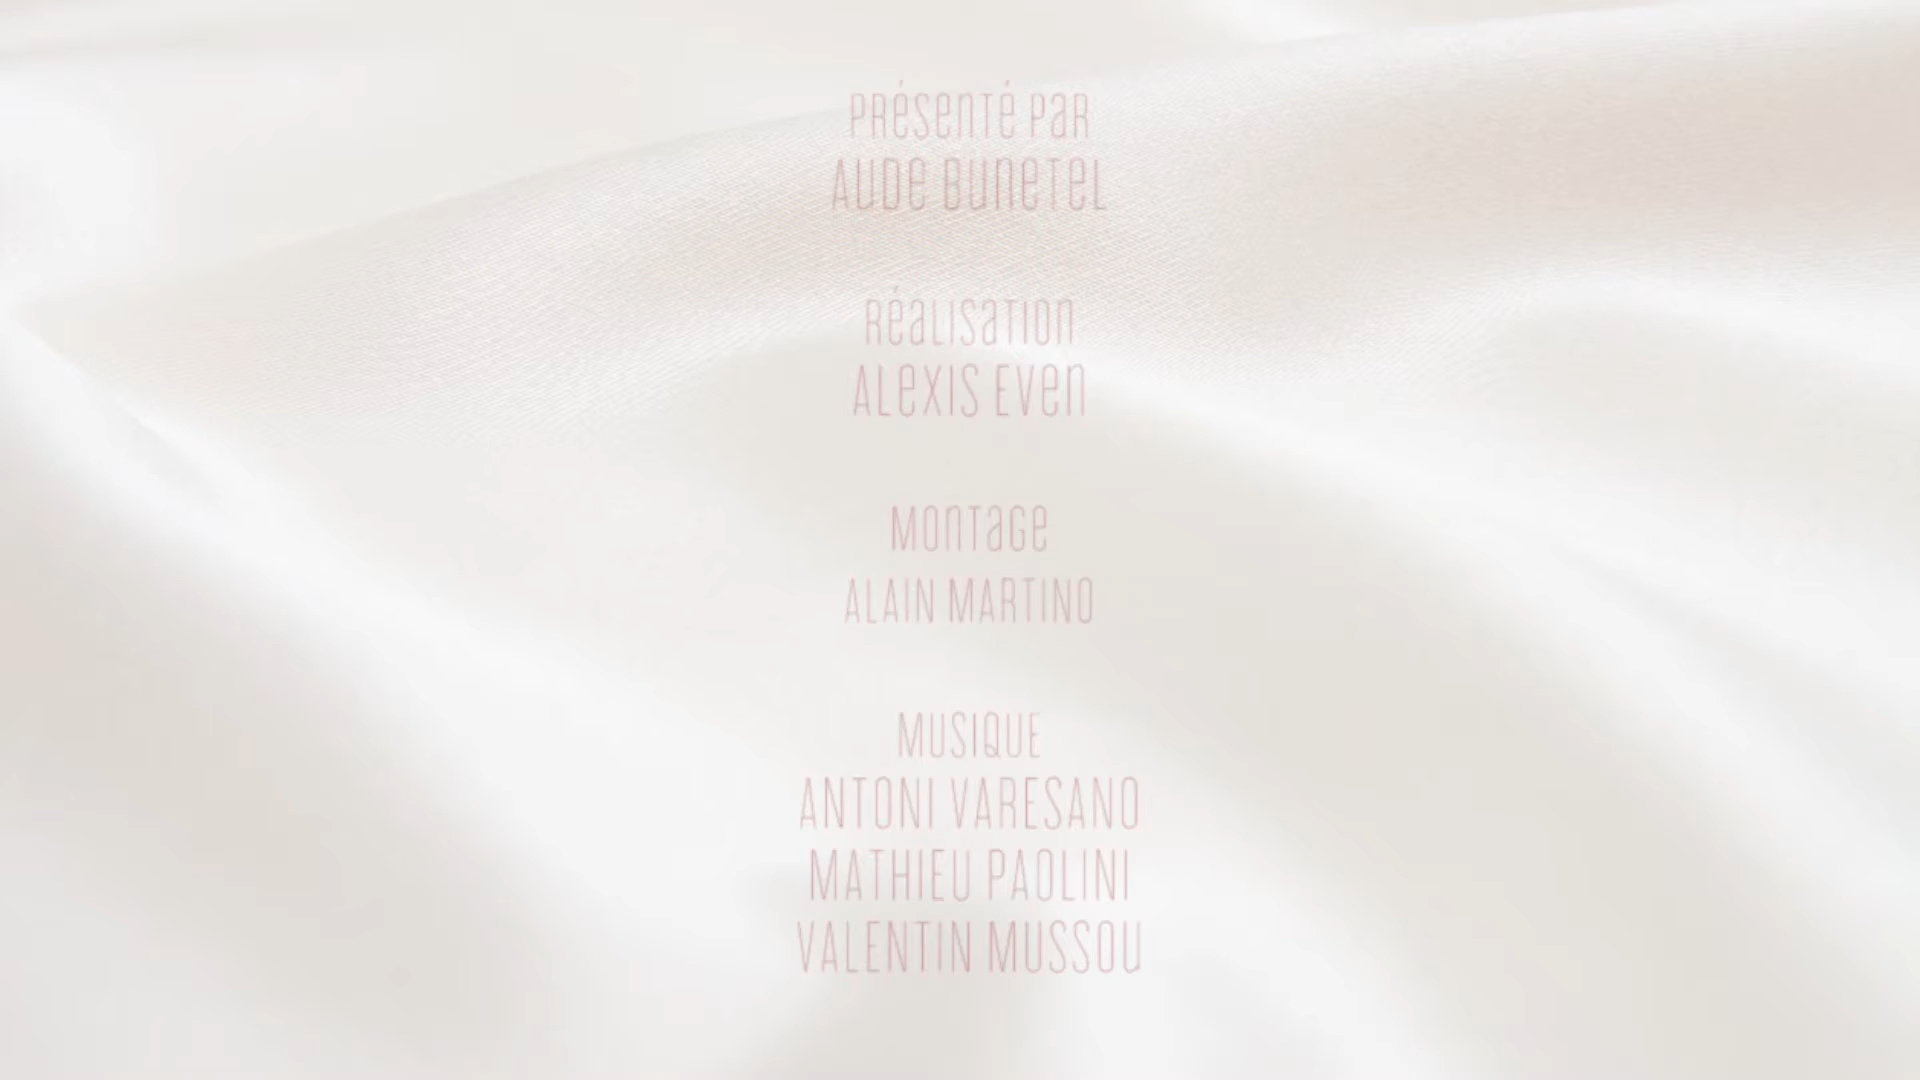 PRÉSENTÉ PAR
AUDE BUNETEL
RÉALISATION
ALEXIS EVEN
MONTAGE
ALAIN MARTINO
MUSIQUE
ANTONI VARESANO
MATHIEU PAOLINI
VALENTIN MUSSOU